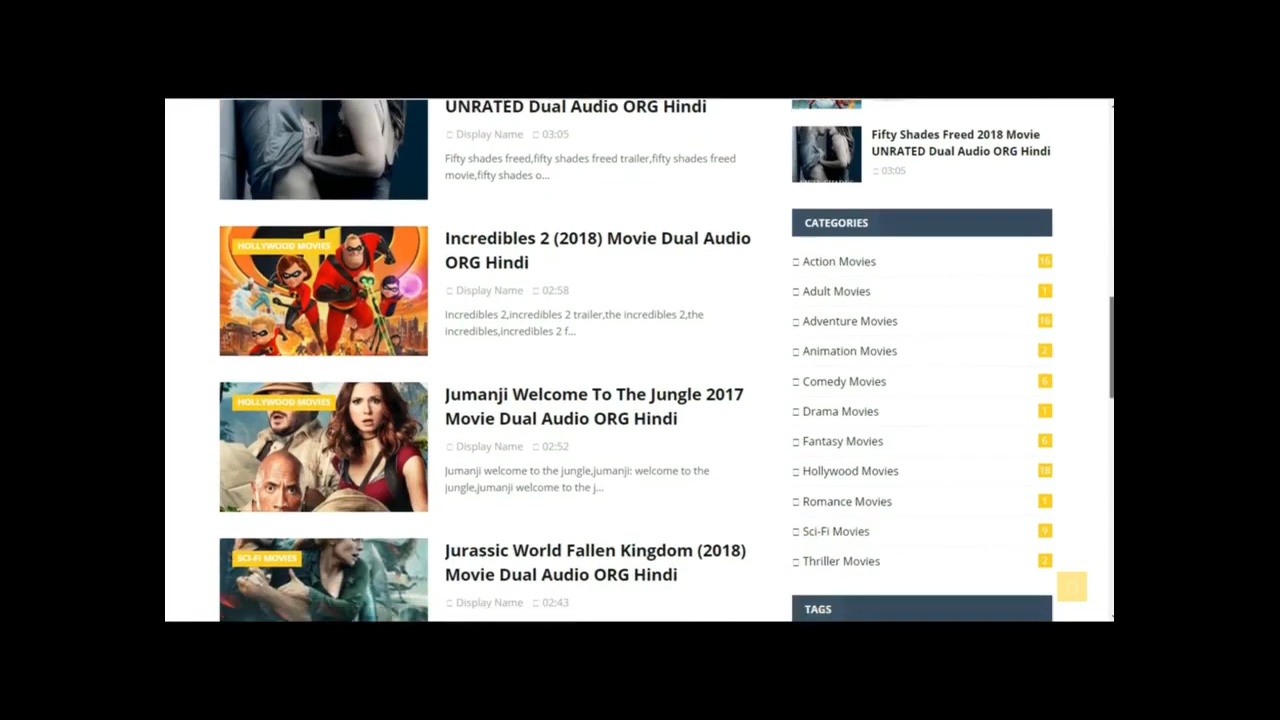 UNRATED Dual Audio ORG Hindi
Display Name 03:05
Fifty shades freed,fifty shades freed trailer,fifty shades freed
movie,fifty shades o...
HOLLYWOOD MOVIES
Incredibles 2 (2018) Movie Dual Audio
ORG Hindi
Display Name 02:58
Incredibles 2,incredibles 2 trailer,the incredibles 2,the
incredibles,incredibles 2 f...
HOLLYWOOD MOVIES
Jumanji Welcome To The Jungle 2017
Movie Dual Audio ORG Hindi
Display Name 02:52
Jumanji welcome to the jungle,jumanji: welcome to the
jungle,jumanji welcome to the j...
SCI-FI MOVIES
Jurassic World Fallen Kingdom (2018)
Movie Dual Audio ORG Hindi
Display Name 02:43
Fifty Shades Freed 2018 Movie
UNRATED Dual Audio ORG Hindi
03:05
CATEGORIES
Action Movies 16
Adult Movies 1
Adventure Movies 16
Animation Movies 2
Comedy Movies 6
Drama Movies 1
Fantasy Movies 6
Hollywood Movies 18
Romance Movies 1
Sci-Fi Movies 9
Thriller Movies 2
TAGS